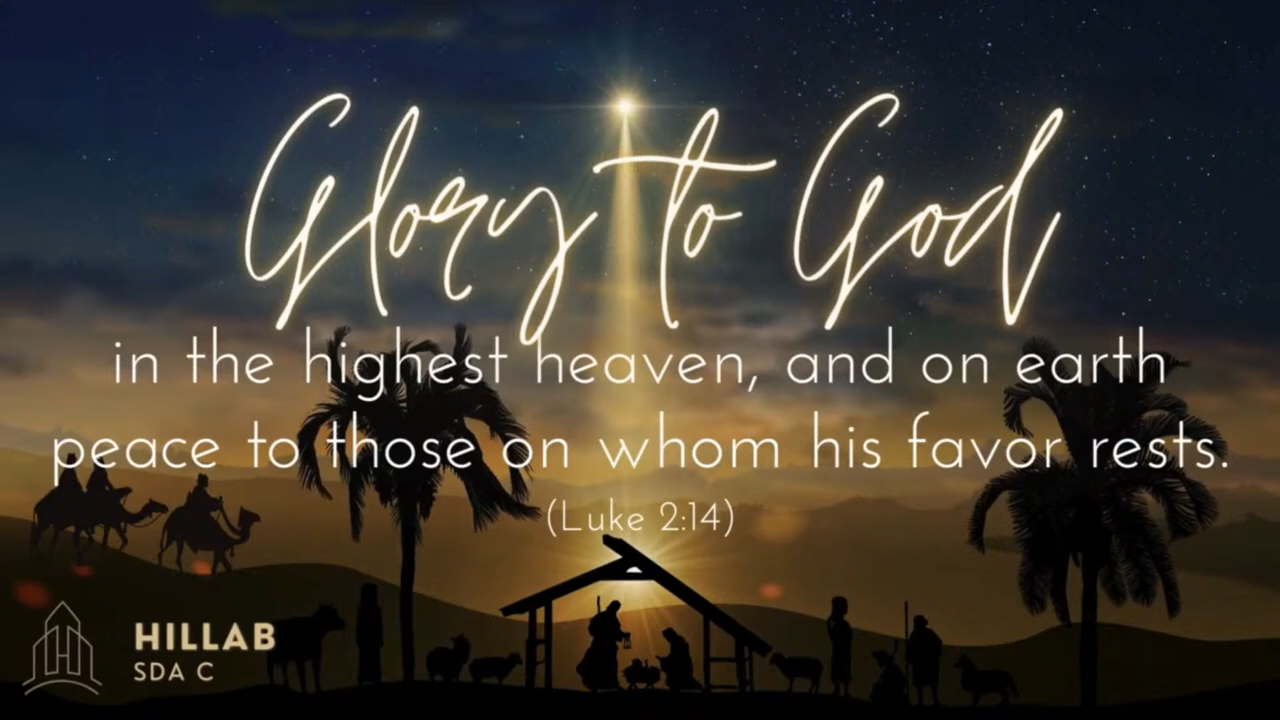 Glory to God
in the highest heaven, and on earth
peace to those on whom his favor rests.
(Luke 2:14)
HILLAB
SDA C